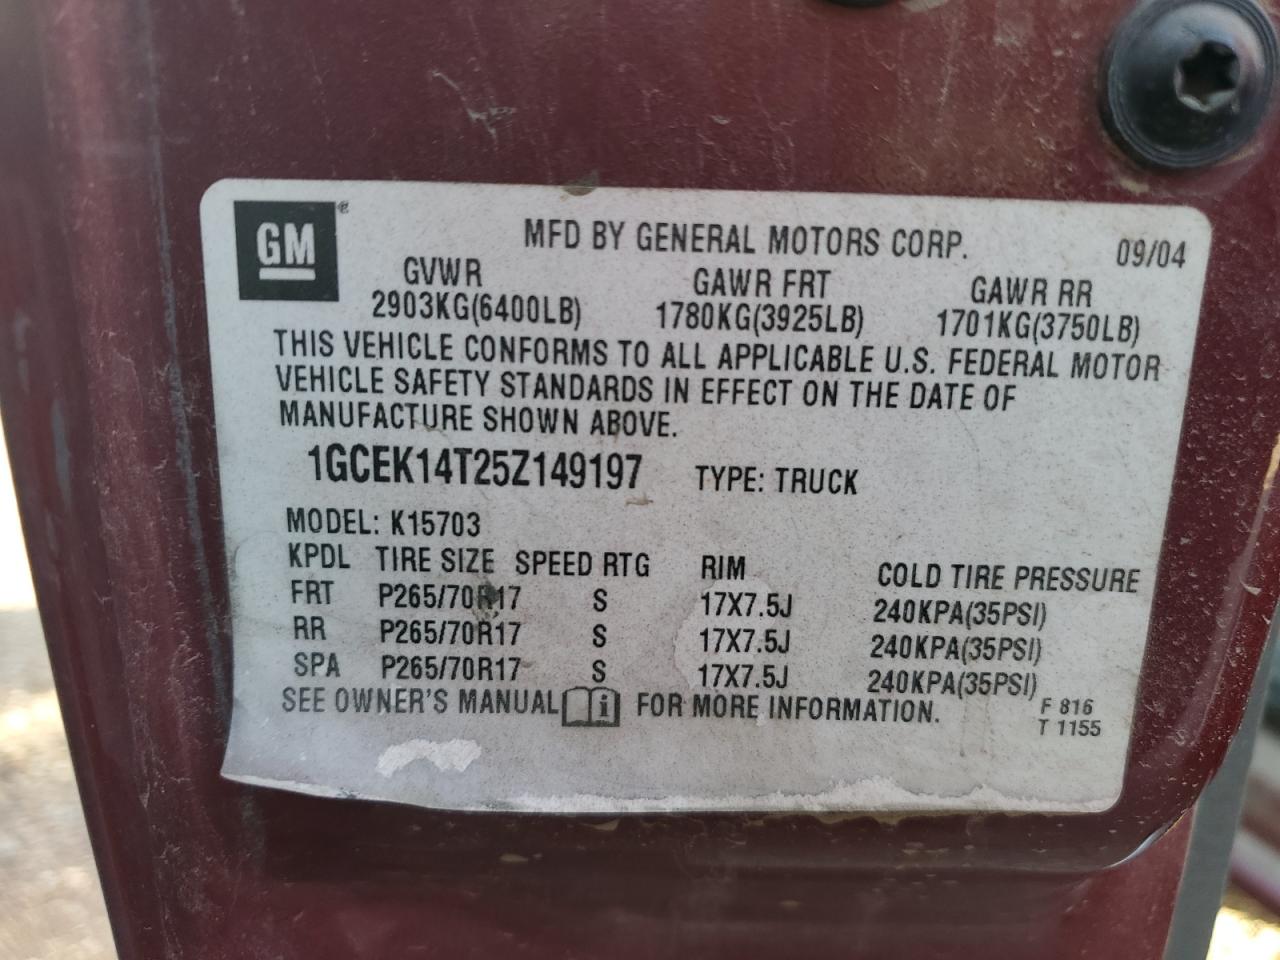 GM®
MFD BY GENERAL MOTORS CORP. 09/04
GVWR GAWR FRT GAWR RR
2903KG(6400LB) 1780KG(3925LB) 1701KG(3750LB)
THIS VEHICLE CONFORMS TO ALL APPLICABLE U.S. FEDERAL MOTOR
VEHICLE SAFETY STANDARDS IN EFFECT ON THE DATE OF
MANUFACTURE SHOWN ABOVE.
1GCEK14T25Z149197 TYPE: TRUCK
MODEL: K15703
KPDL TIRE SIZE SPEED RTG RIM COLD TIRE PRESSURE
FRT P265/70R17 S 17X7.5J 240KPA(35PSI)
RR P265/70R17 S 17X7.5J 240KPA(35PSI)
SPA P265/70R17 S 17X7.5J 240KPA(35PSI)
SEE OWNER'S MANUAL i FOR MORE INFORMATION. F 816
T 1155